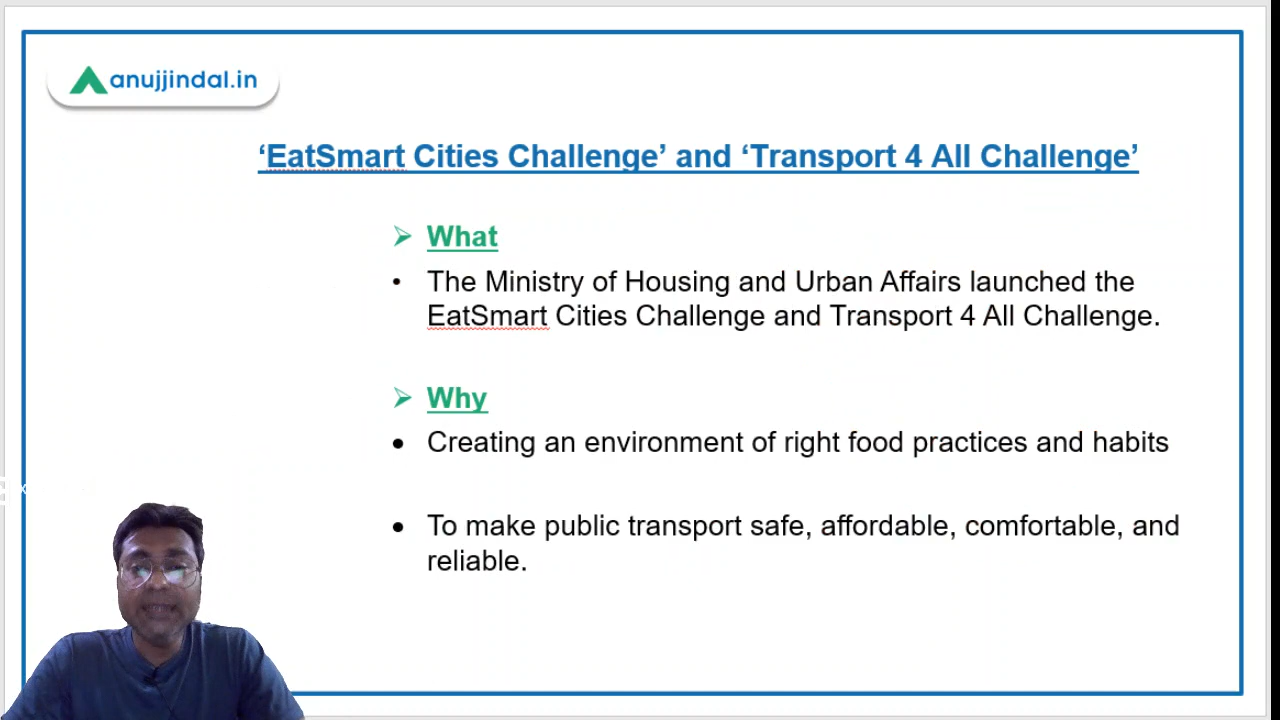 anujjindal.in
‘EatSmart Cities Challenge’ and ‘Transport 4 All Challenge’
➢ What
• The Ministry of Housing and Urban Affairs launched the
EatSmart Cities Challenge and Transport 4 All Challenge.
➢ Why
• Creating an environment of right food practices and habits
• To make public transport safe, affordable, comfortable, and
reliable.